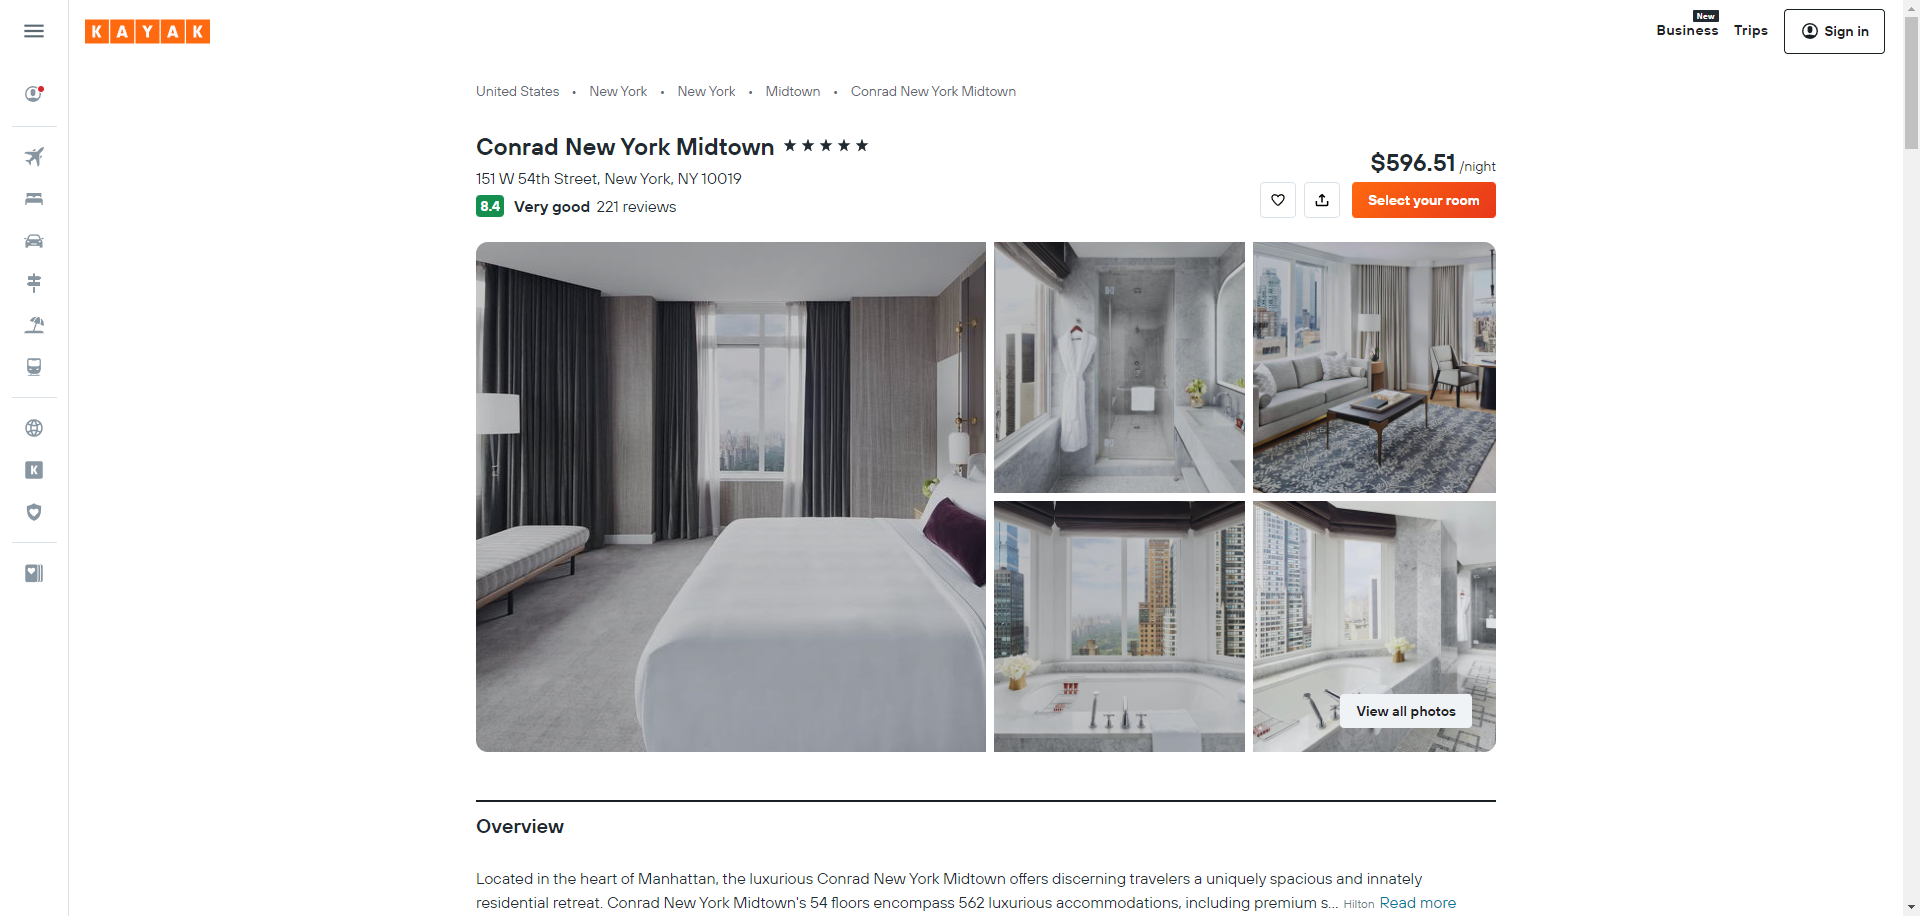 KAYAK
New
Business
Trips
Sign in
United States • New York • New York • Midtown • Conrad New York Midtown
Conrad New York Midtown
151 W 54th Street, New York, NY 10019
8.4 Very good 221 reviews
$596.51 /night
Select your room
View all photos
K
Overview
Located in the heart of Manhattan, the luxurious Conrad New York Midtown offers discerning travelers a uniquely spacious and innately
residential retreat. Conrad New York Midtown's 54 floors encompass 562 luxurious accommodations, including premium s... Hilton Read more